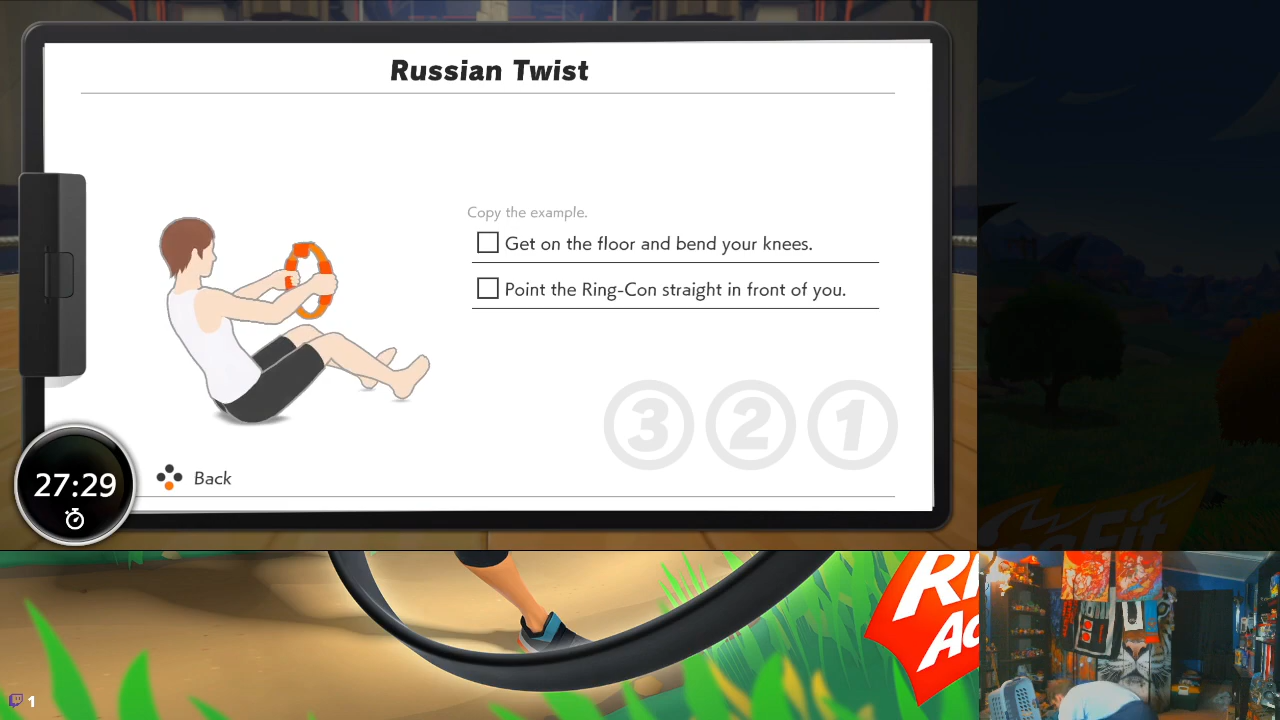 Russian Twist
Copy the example.
Get on the floor and bend your knees.
Point the Ring-Con straight in front of you.
3 2 1
27:29
Back
Fit
1